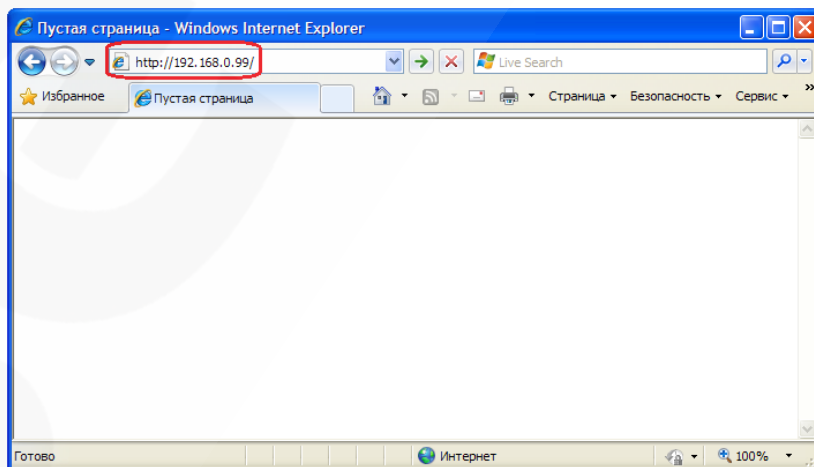 Пустая страница - Windows Internet Explorer
http://192.168.0.99/ Live Search
Избранное Пустая страница Страница Безопасность Сервис »
Готово Интернет 100%